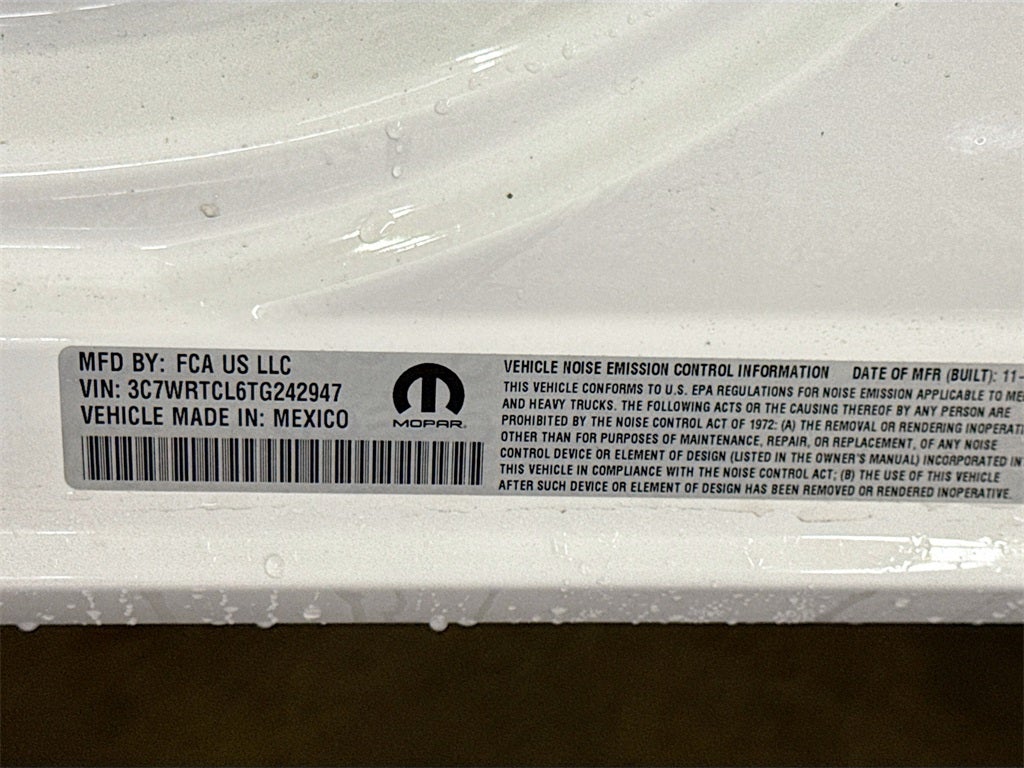 MFD BY: FCA US LLC
VIN: 3C7WRTCL6TG242947
VEHICLE MADE IN: MEXICO
MOPAR.
VEHICLE NOISE EMISSION CONTROL INFORMATION DATE OF MFR (BUILT): 11-
THIS VEHICLE CONFORMS TO U.S. EPA REGULATIONS FOR NOISE EMISSION APPLICABLE TO ME
AND HEAVY TRUCKS. THE FOLLOWING ACTS OR THE CAUSING THEREOF BY ANY PERSON ARE
PROHIBITED BY THE NOISE CONTROL ACT OF 1972: (A) THE REMOVAL OR RENDERING INOPERATI
OTHER THAN FOR PURPOSES OF MAINTENANCE, REPAIR, OR REPLACEMENT, OF ANY NOISE
CONTROL DEVICE OR ELEMENT OF DESIGN (LISTED IN THE OWNER'S MANUAL) INCORPORATED IN
THIS VEHICLE IN COMPLIANCE WITH THE NOISE CONTROL ACT; (B) THE USE OF THIS VEHICLE
AFTER SUCH DEVICE OR ELEMENT OF DESIGN HAS BEEN REMOVED OR RENDERED INOPERATIVE.